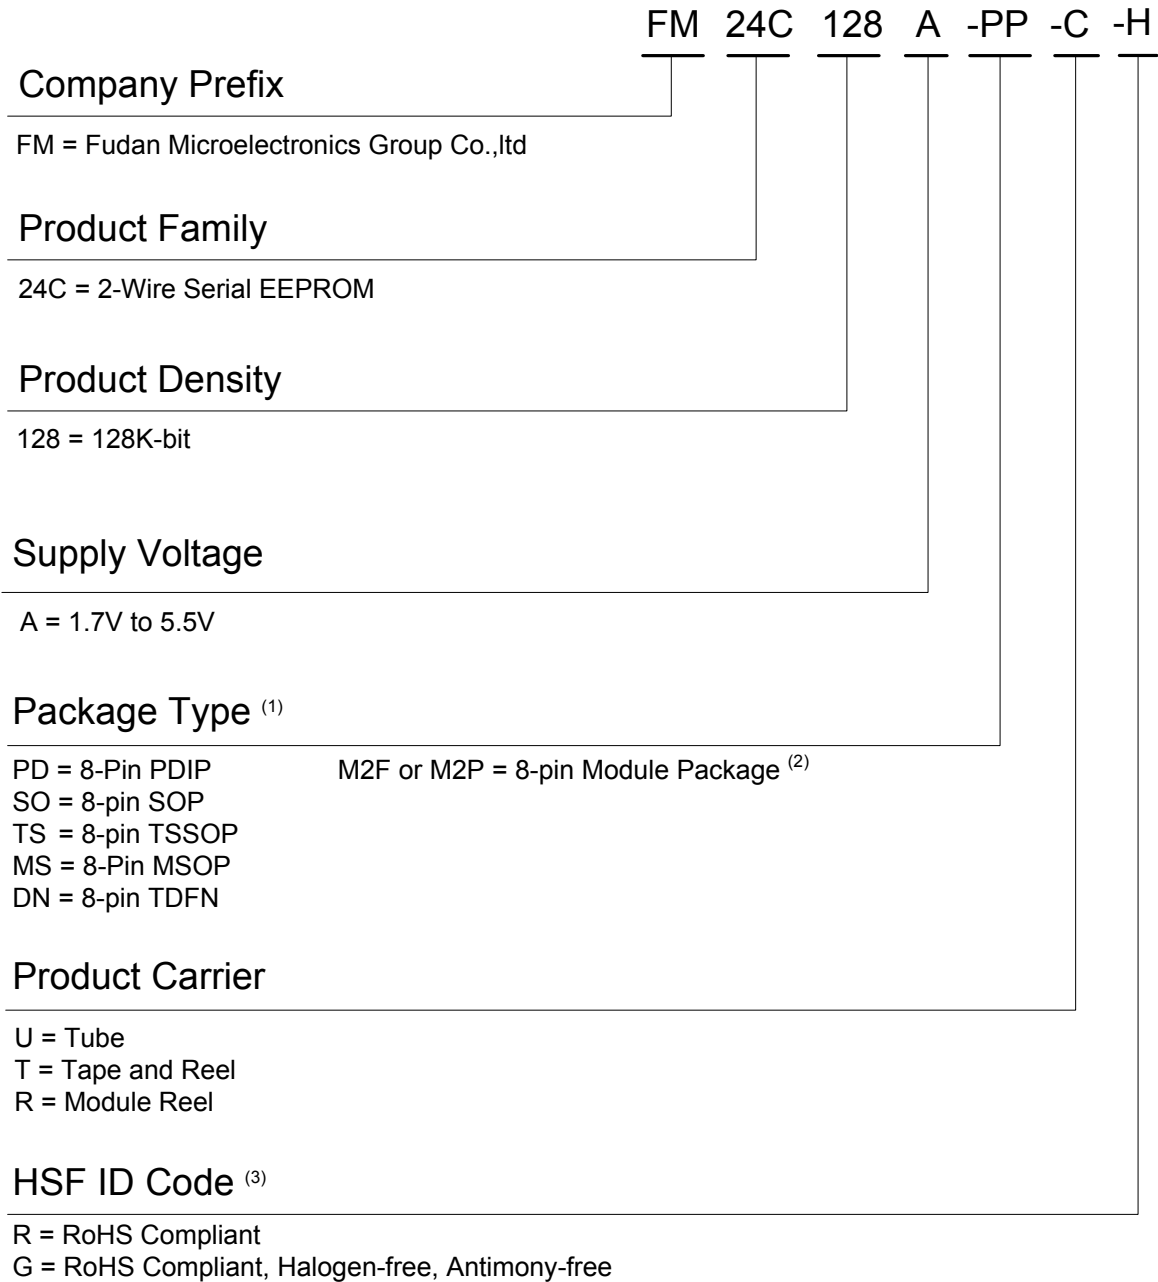 FM 24C 128 A -PP -C -H
Company Prefix
FM = Fudan Microelectronics Group Co.,ltd
Product Family
24C = 2-Wire Serial EEPROM
Product Density
128 = 128K-bit
Supply Voltage
A = 1.7V to 5.5V
Package Type (1)
PD = 8-Pin PDIP M2F or M2P = 8-pin Module Package (2)
SO = 8-pin SOP
TS = 8-pin TSSOP
MS = 8-Pin MSOP
DN = 8-pin TDFN
Product Carrier
U = Tube
T = Tape and Reel
R = Module Reel
HSF ID Code (3)
R = RoHS Compliant
G = RoHS Compliant, Halogen-free, Antimony-free